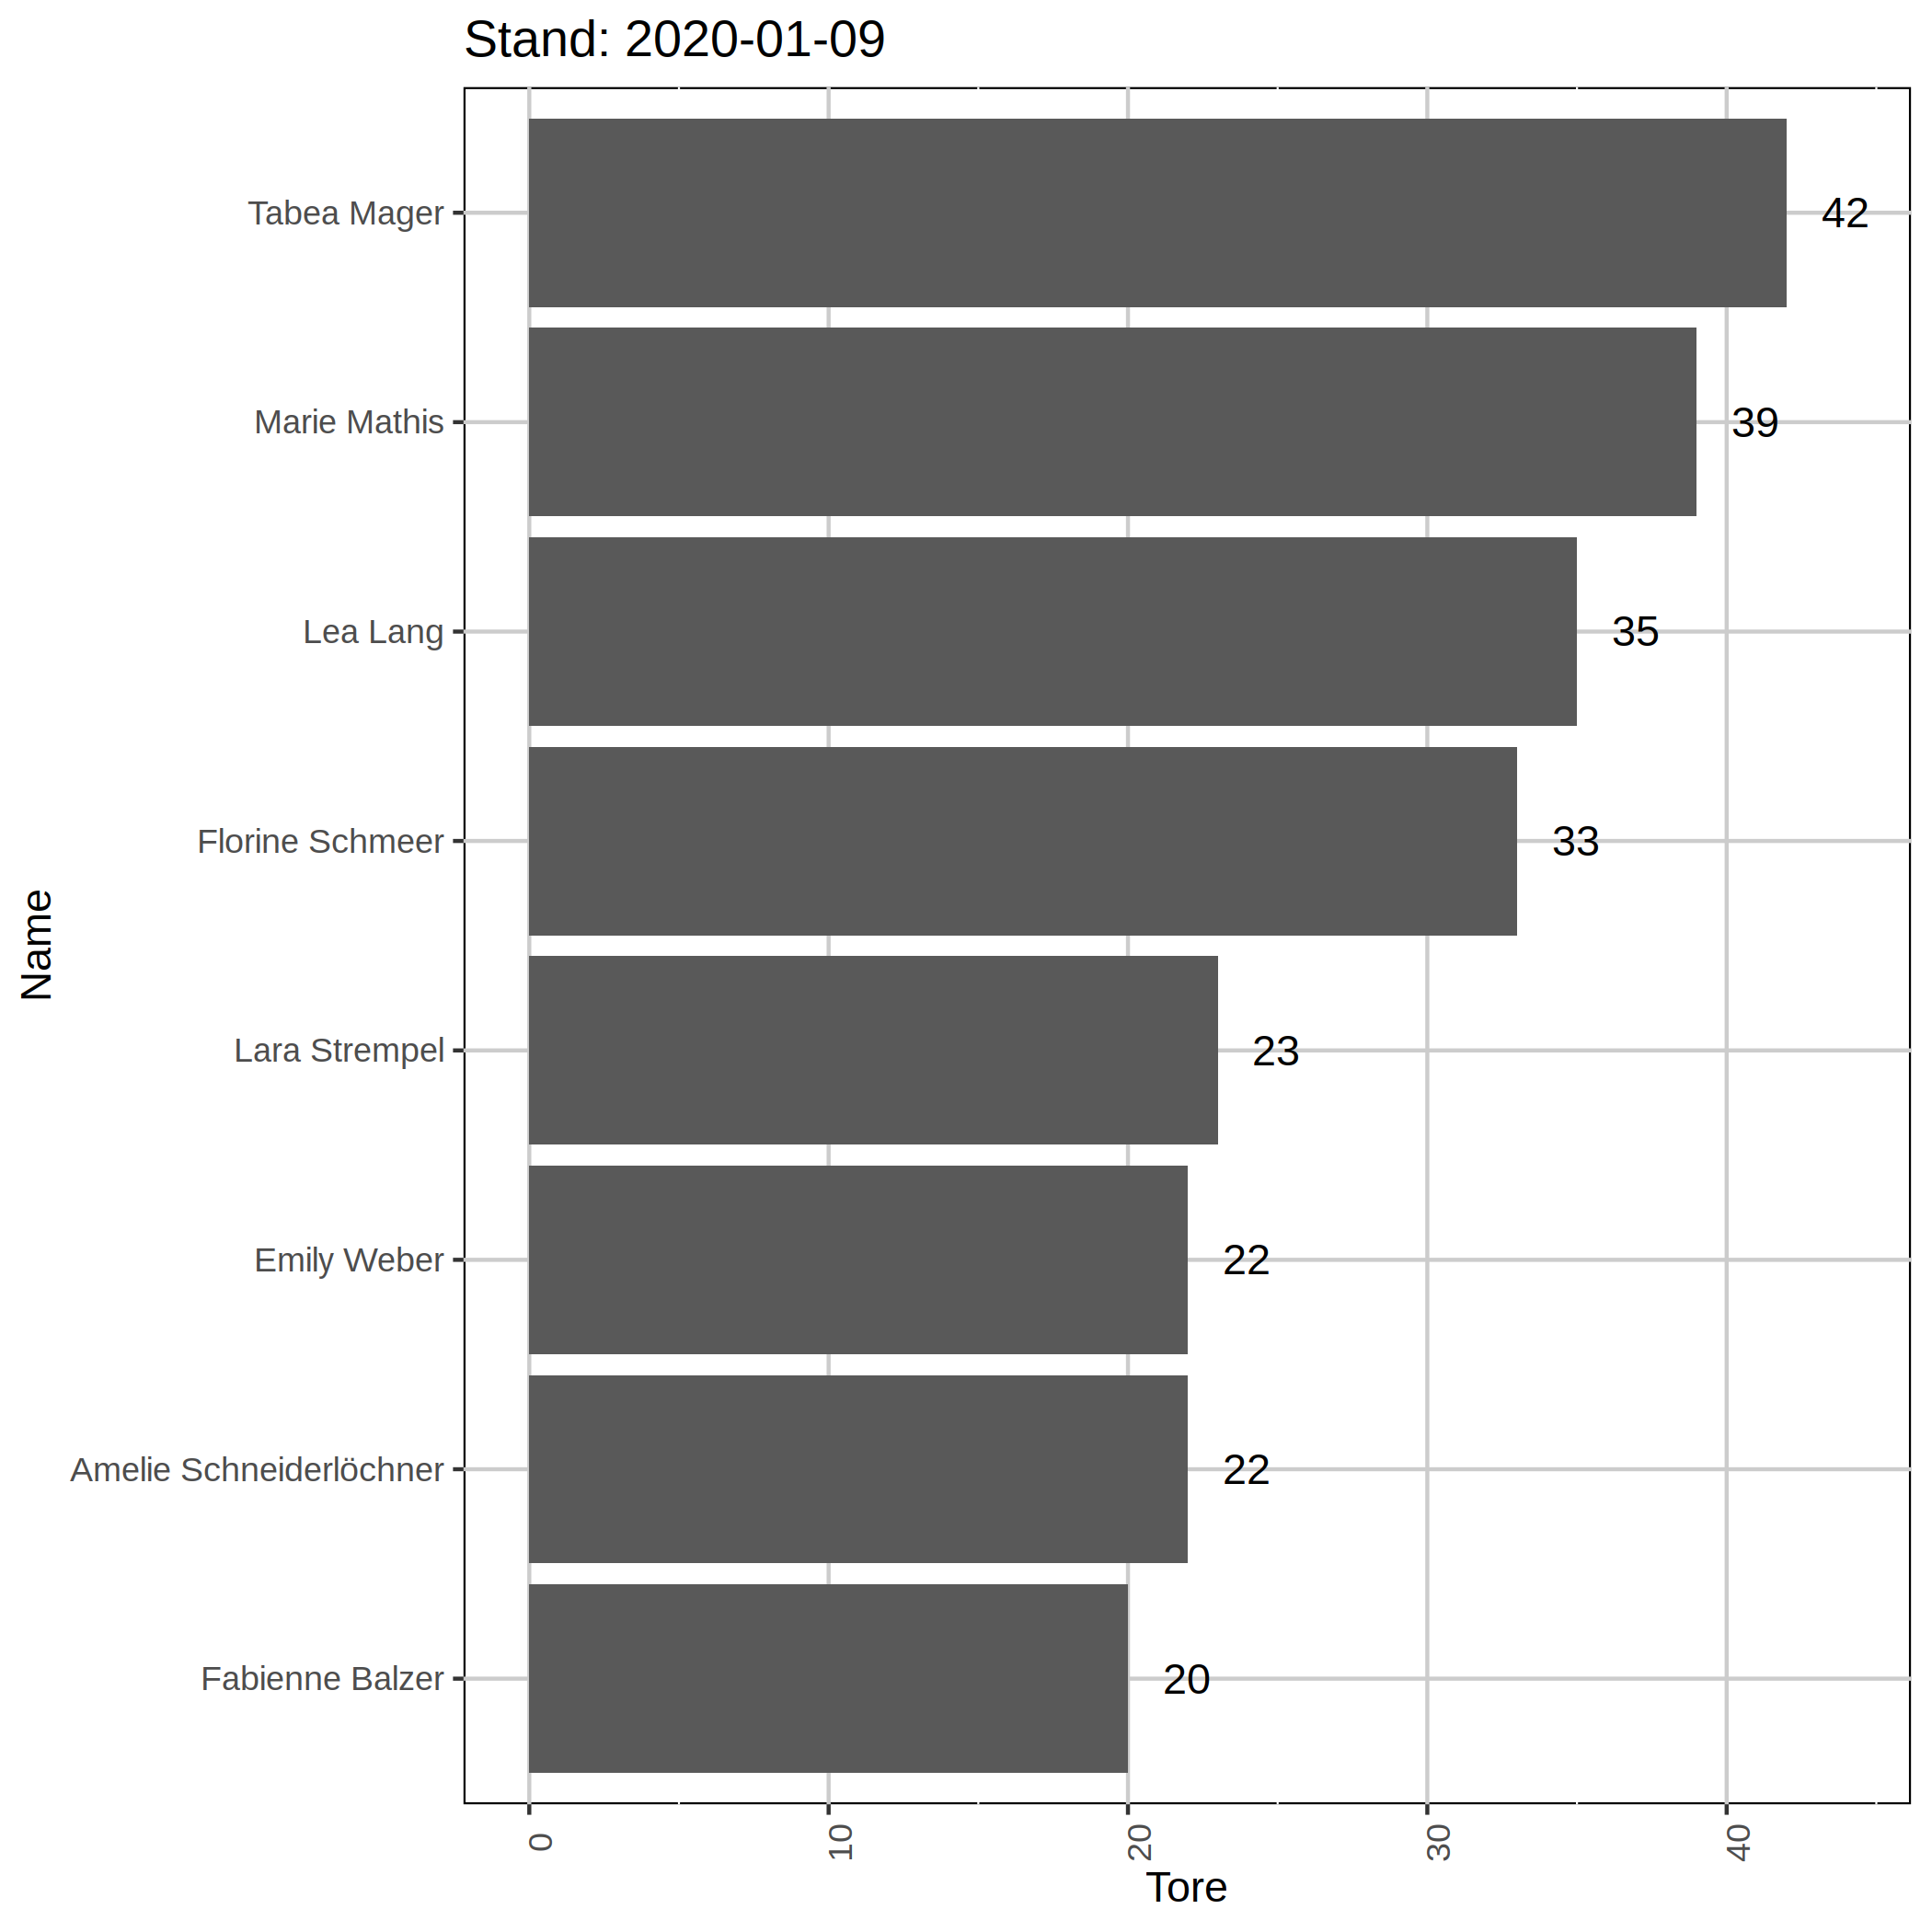 Stand: 2020-01-09
Name
Tabea Mager 42
Marie Mathis 39
Lea Lang 35
Florine Schmeer 33
Lara Strempel 23
Emily Weber 22
Amelie Schneiderlöchner 22
Fabienne Balzer 20
0 10 20 30 40
Tore